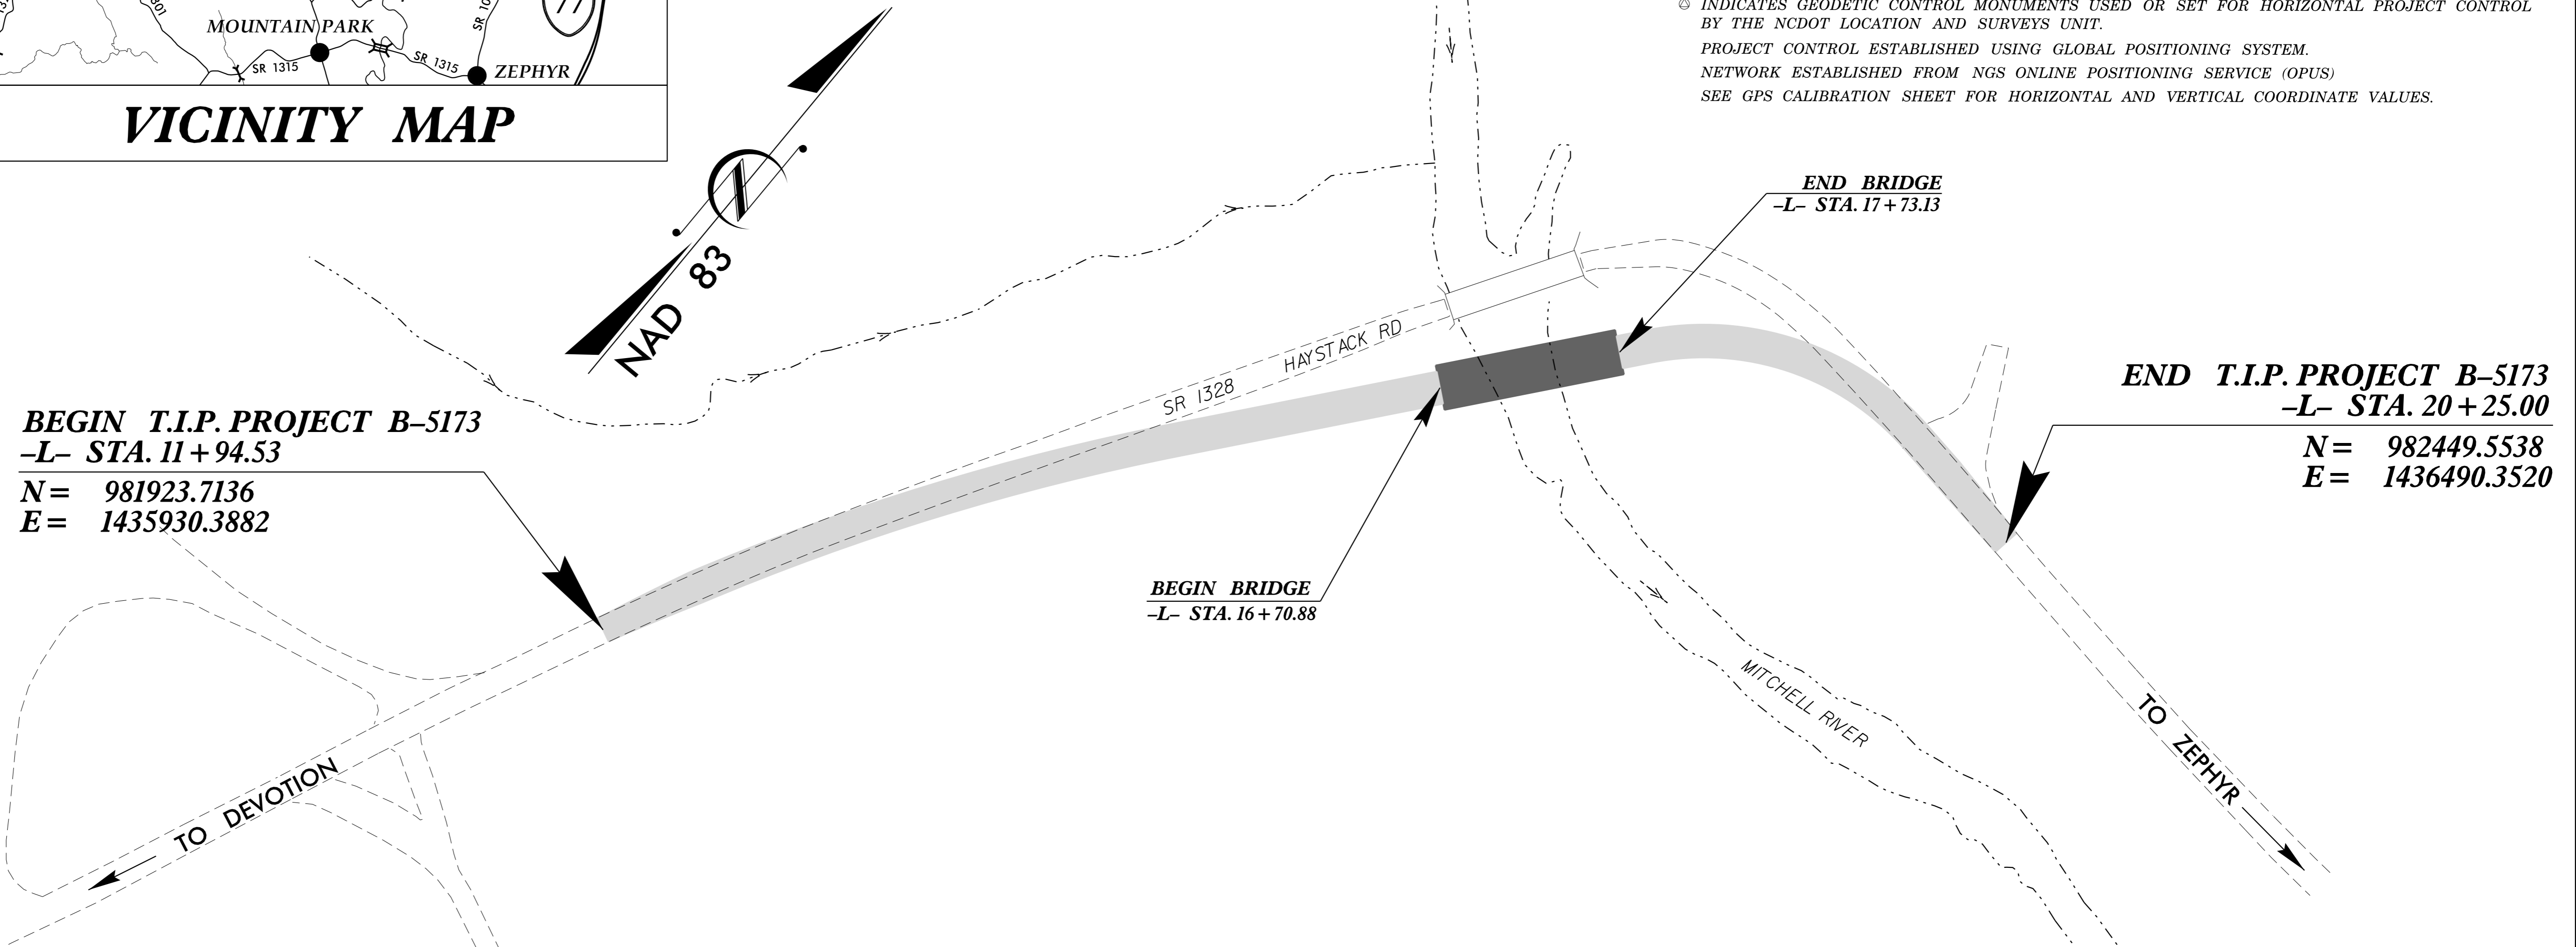 MOUNTAIN PARK
SR 1315
SR 1315
ZEPHYR
77
301
VICINITY MAP
NAD 83
INDICATES GEODETIC CONTROL MONUMENTS USED OR SET FOR HORIZONTAL PROJECT CONTROL
BY THE NCDOT LOCATION AND SURVEYS UNIT.
PROJECT CONTROL ESTABLISHED USING GLOBAL POSITIONING SYSTEM.
NETWORK ESTABLISHED FROM NGS ONLINE POSITIONING SERVICE (OPUS)
SEE GPS CALIBRATION SHEET FOR HORIZONTAL AND VERTICAL COORDINATE VALUES.
END BRIDGE
–L– STA. 17+73.13
SR 1328 HAYSTACK RD
BEGIN T.I.P. PROJECT B–5173
–L– STA. 11+94.53
N= 981923.7136
E= 1435930.3882
END T.I.P. PROJECT B–5173
–L– STA. 20+25.00
N= 982449.5538
E= 1436490.3520
BEGIN BRIDGE
–L– STA. 16+70.88
MITCHELL RIVER
TO DEVOTION
TO ZEPHYR